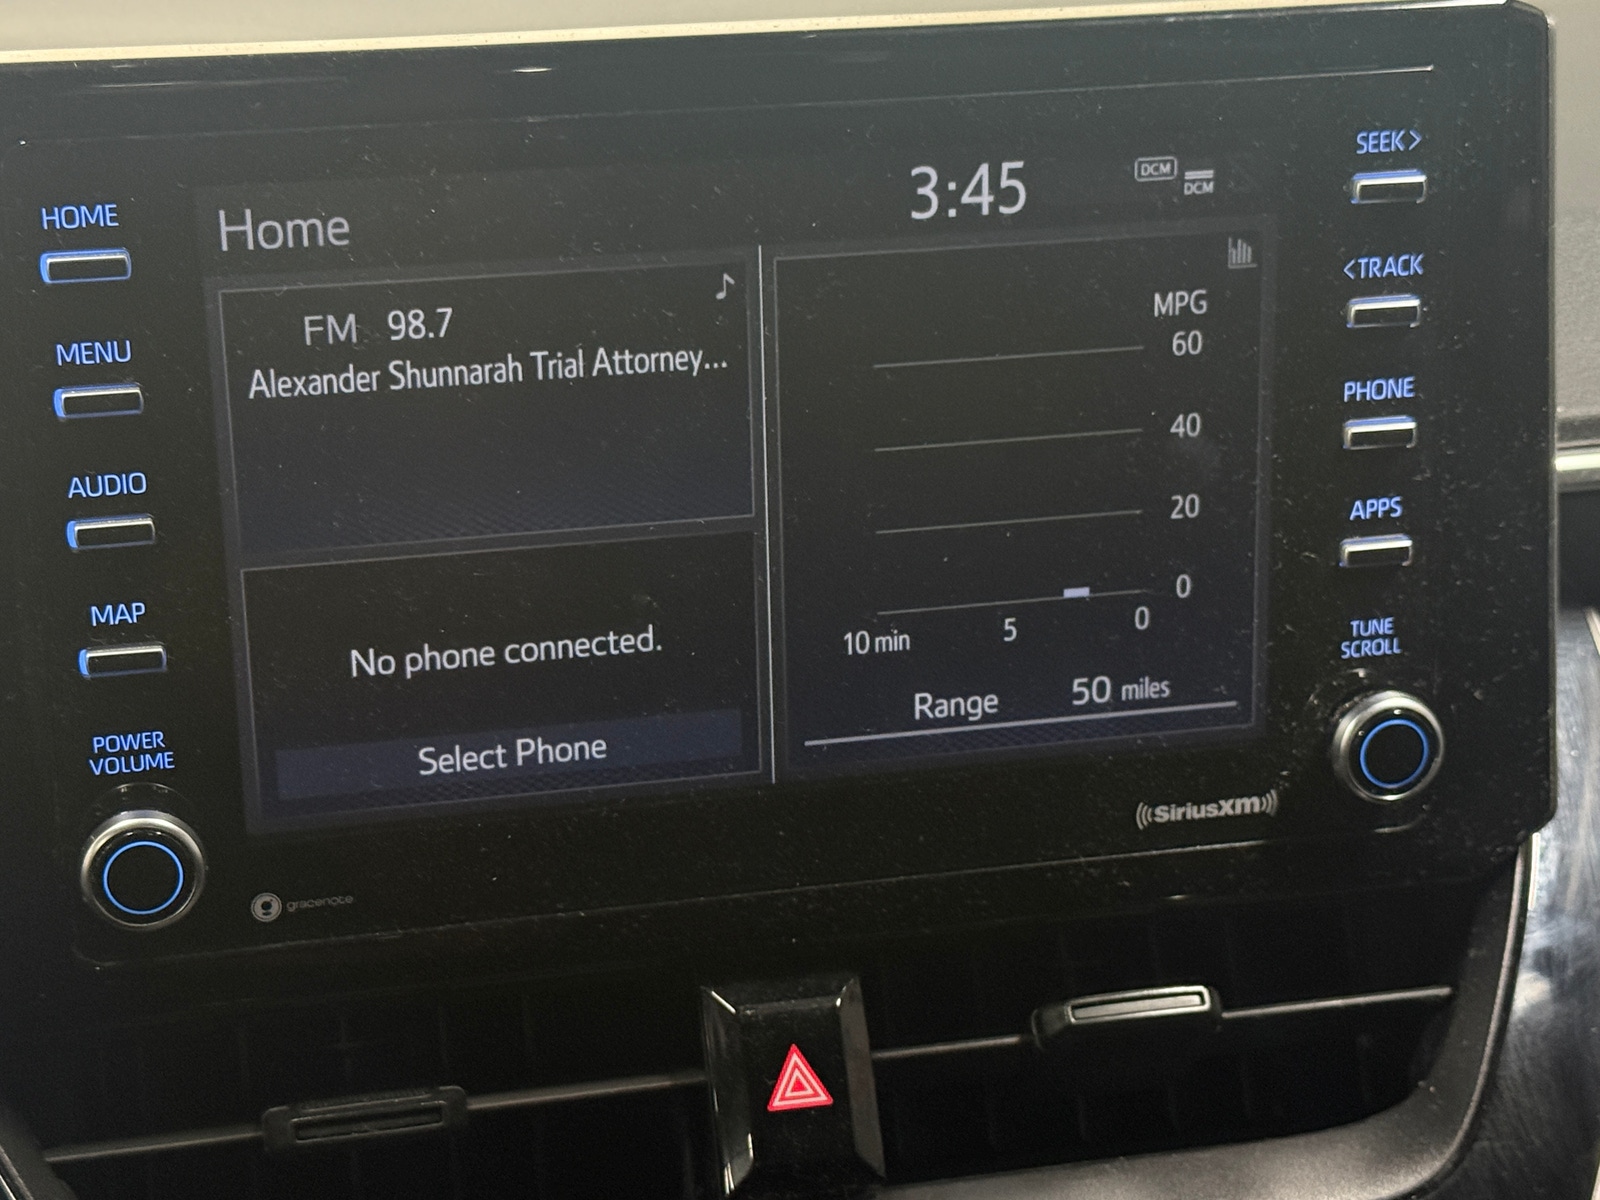 HOME
MENU
AUDIO
MAP
POWER
VOLUME
Home
3:45
DCM
DCM
FM 98.7
Alexander Shunnarah Trial Attorney...
No phone connected.
Select Phone
MPG
60
40
20
0
10 min 5 0
Range 50 miles
SEEK>
<TRACK
PHONE
APPS
TUNE
SCROLL
gracenote
((SiriusXM))